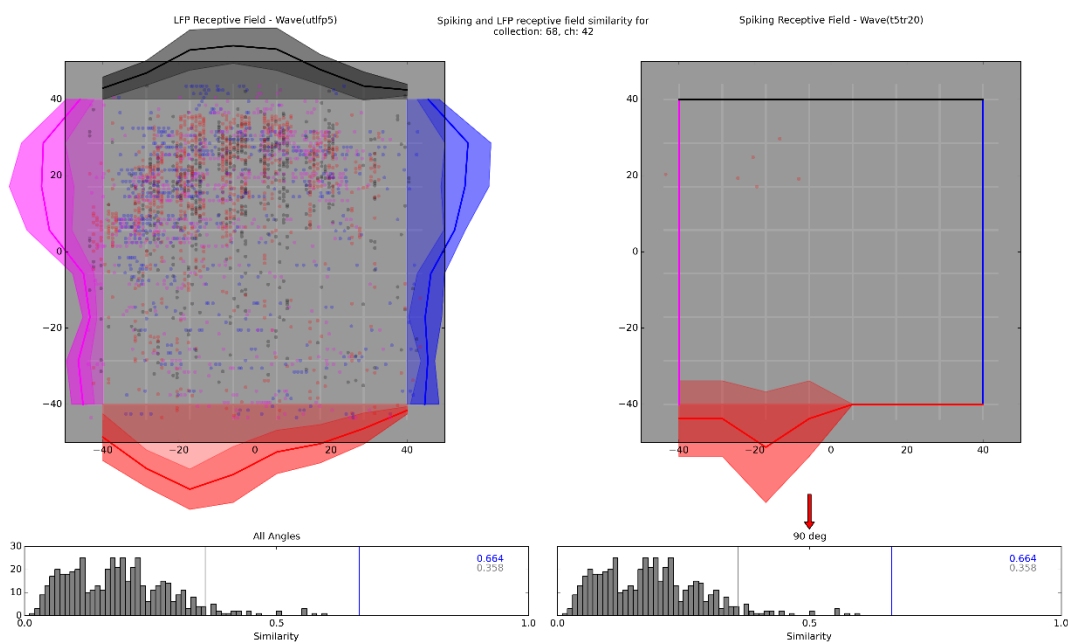 LFP Receptive Field - Wave(utlfp5)
Spiking and LFP receptive field similarity for
collection: 68, ch: 42
Spiking Receptive Field - Wave(t5tr20)
40
20
0
−20
−40
−40 −20 0 20 40
40
20
0
−20
−40
−40 −20 0 20 40
All Angles
30
20
10
0
0.664
0.358
0.0 0.5 1.0
Similarity
90 deg
0.664
0.358
0.0 0.5 1.0
Similarity